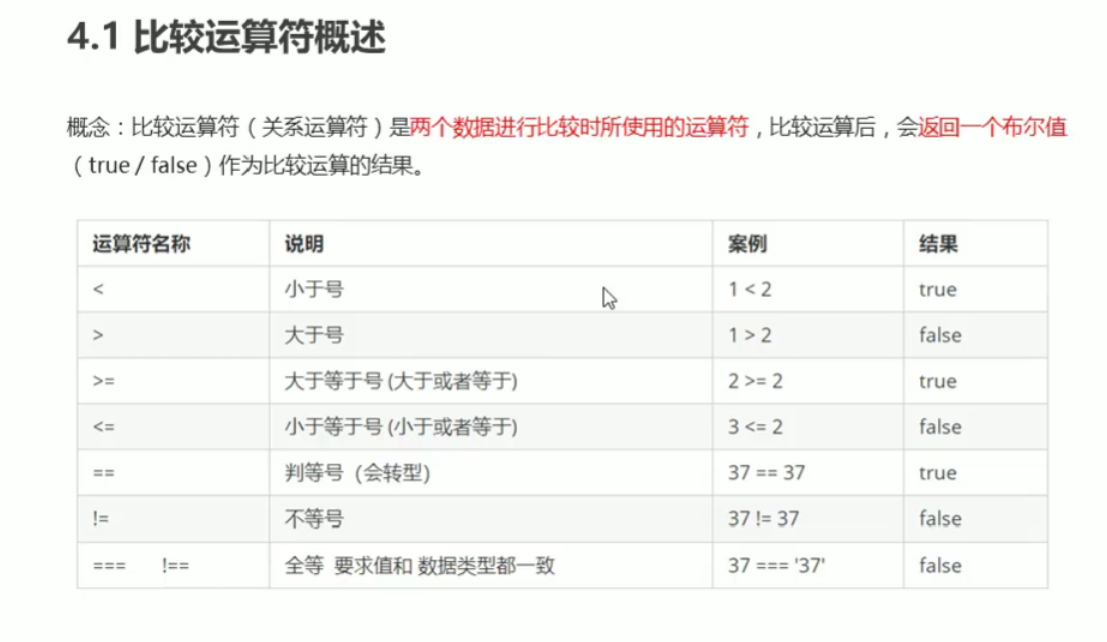 4.1 比较运算符概述
概念：比较运算符（关系运算符）是两个数据进行比较时所使用的运算符，比较运算后，会返回一个布尔值
（true / false）作为比较运算的结果。
运算符名称 说明 案例 结果
< 小于号 1 < 2 true
> 大于号 1 > 2 false
>= 大于等于号 (大于或者等于) 2 >= 2 true
<= 小于等于号 (小于或者等于) 3 <= 2 false
== 判等号（会转型） 37 == 37 true
!= 不等号 37 != 37 false
=== !== 全等 要求值和 数据类型都一致 37 === '37' false